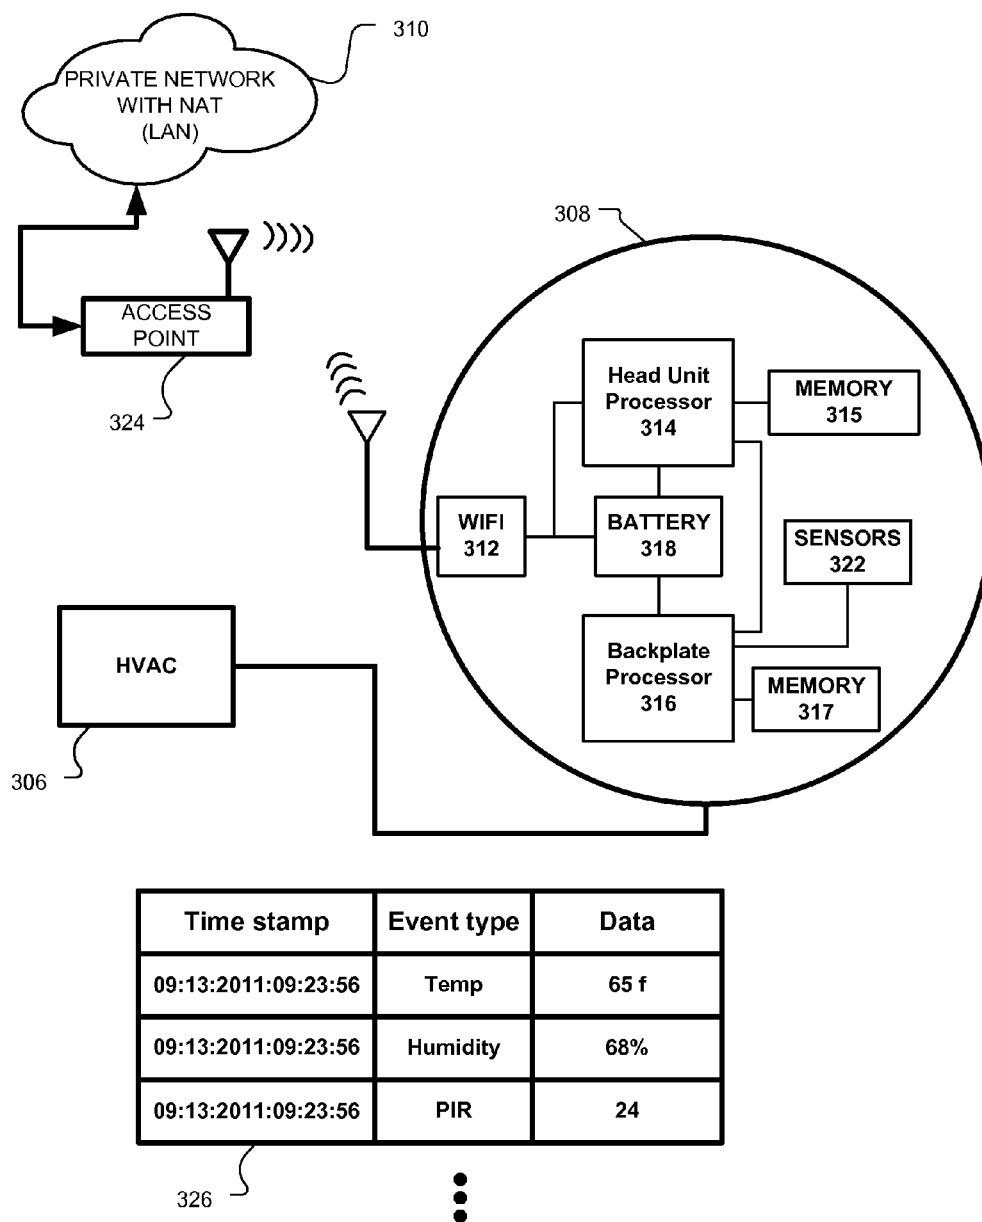 310
PRIVATE NETWORK
WITH NAT
(LAN)
308
ACCESS
POINT
324
Head Unit
Processor
314
MEMORY
315
WIFI
312
BATTERY
318
SENSORS
322
HVAC
306
Backplate
Processor
316
MEMORY
317
Time stamp Event type Data
09:13:2011:09:23:56 Temp 65 f
09:13:2011:09:23:56 Humidity 68%
09:13:2011:09:23:56 PIR 24
326